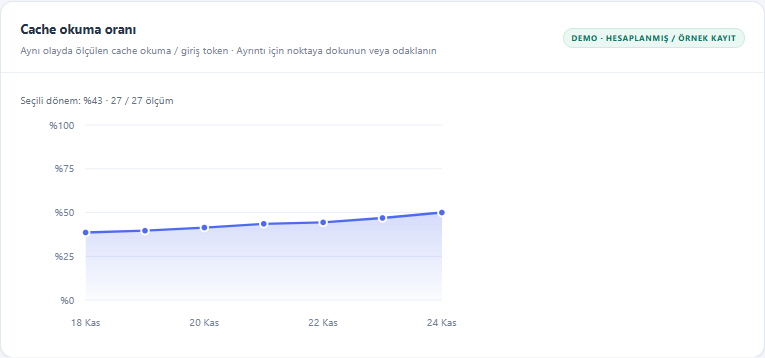 Cache okuma oranı
Aynı olayda ölçülen cache okuma / giriş token · Ayrıntı için noktaya dokunun veya odaklanın
DEMO · HESAPLANMIŞ / ÖRNEK KAYIT
Seçili dönem: %43 · 27 / 27 ölçüm
%100
%75
%50
%25
%0
18 Kas 20 Kas 22 Kas 24 Kas